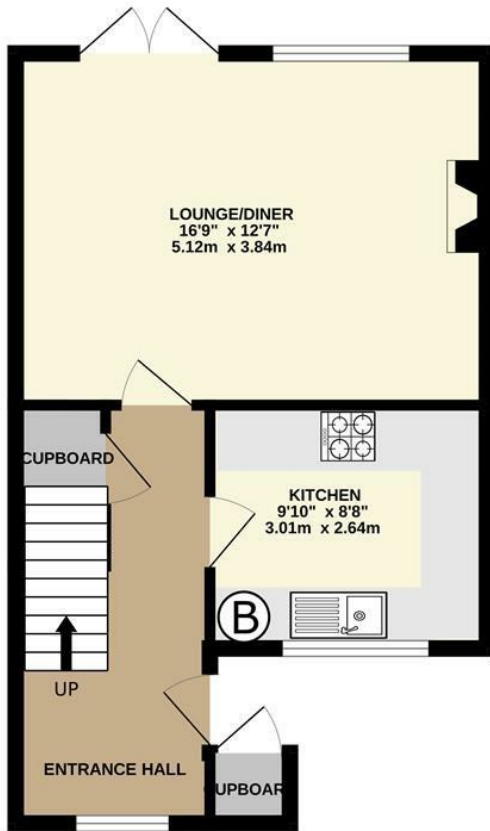 LOUNGE/DINER
16'9" x 12'7"
5.12m x 3.84m
CUPBOARD
KITCHEN
9'10" x 8'8"
3.01m x 2.64m
B
UP
ENTRANCE HALL
CUPBOARD